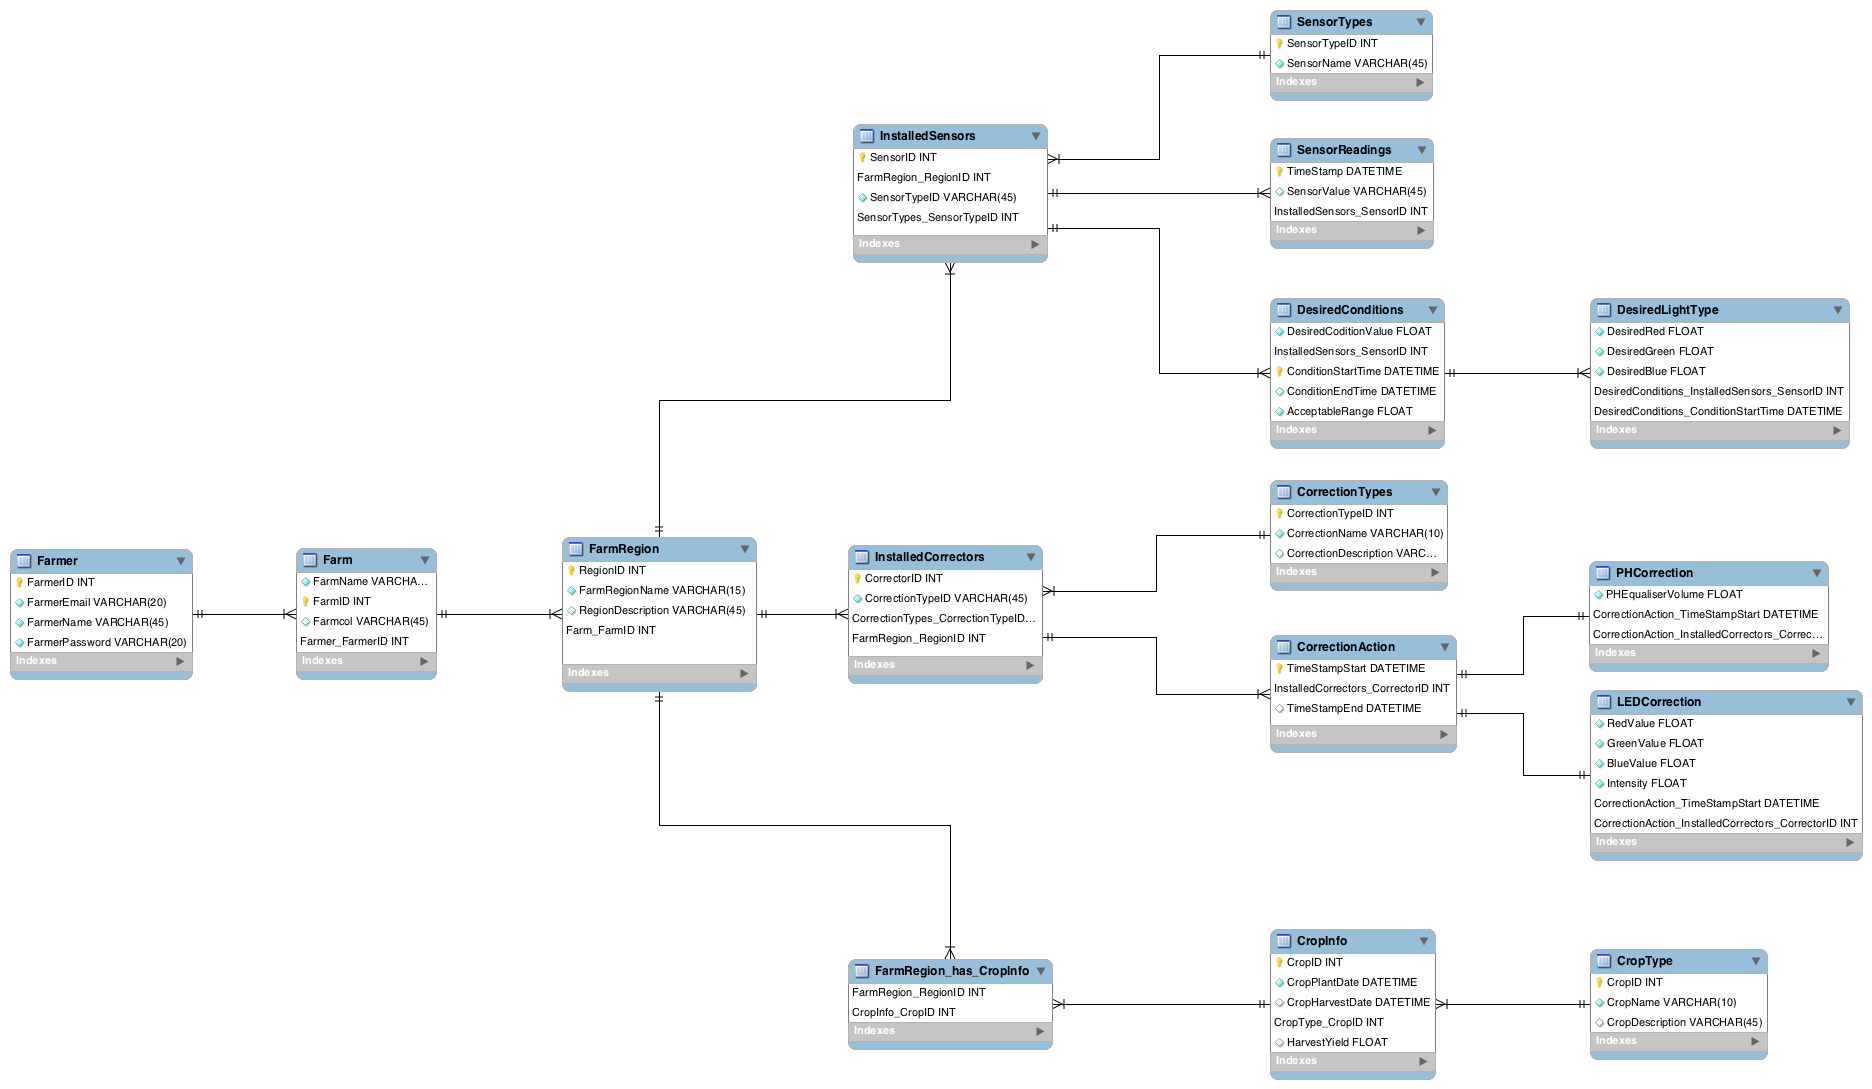 SensorTypes
SensorTypeID INT
SensorName VARCHAR(45)
Indexes
InstalledSensors
SensorID INT
FarmRegion_RegionID INT
SensorTypeID VARCHAR(45)
SensorTypes_SensorTypeID INT
Indexes
SensorReadings
TimeStamp DATETIME
SensorValue VARCHAR(45)
InstalledSensors_SensorID INT
Indexes
DesiredConditions
DesiredCoditionValue FLOAT
InstalledSensors_SensorID INT
ConditionStartTime DATETIME
ConditionEndTime DATETIME
AcceptableRange FLOAT
Indexes
DesiredLightType
DesiredRed FLOAT
DesiredGreen FLOAT
DesiredBlue FLOAT
DesiredConditions_InstalledSensors_SensorID INT
DesiredConditions_ConditionStartTime DATETIME
Indexes
Farmer
FarmerID INT
FarmerEmail VARCHAR(20)
FarmerName VARCHAR(45)
FarmerPassword VARCHAR(20)
Indexes
Farm
FarmName VARCHA...
FarmID INT
Farmcol VARCHAR(45)
Farmer_FarmerID INT
Indexes
FarmRegion
RegionID INT
FarmRegionName VARCHAR(15)
RegionDescription VARCHAR(45)
Farm_FarmID INT
Indexes
InstalledCorrectors
CorrectorID INT
CorrectionTypeID VARCHAR(45)
CorrectionTypes_CorrectionTypeID...
FarmRegion_RegionID INT
Indexes
CorrectionTypes
CorrectionTypeID INT
CorrectionName VARCHAR(10)
CorrectionDescription VARC...
Indexes
CorrectionAction
TimeStampStart DATETIME
InstalledCorrectors_CorrectorID INT
TimeStampEnd DATETIME
Indexes
PHCorrection
PHEqualiserVolume FLOAT
CorrectionAction_TimeStampStart DATETIME
CorrectionAction_InstalledCorrectors_Correc...
Indexes
LEDCorrection
RedValue FLOAT
GreenValue FLOAT
BlueValue FLOAT
Intensity FLOAT
CorrectionAction_TimeStampStart DATETIME
CorrectionAction_InstalledCorrectors_CorrectorID INT
Indexes
FarmRegion_has_CropInfo
FarmRegion_RegionID INT
CropInfo_CropID INT
Indexes
CropInfo
CropID INT
CropPlantDate DATETIME
CropHarvestDate DATETIME
CropType_CropID INT
HarvestYield FLOAT
Indexes
CropType
CropID INT
CropName VARCHAR(10)
CropDescription VARCHAR(45)
Indexes